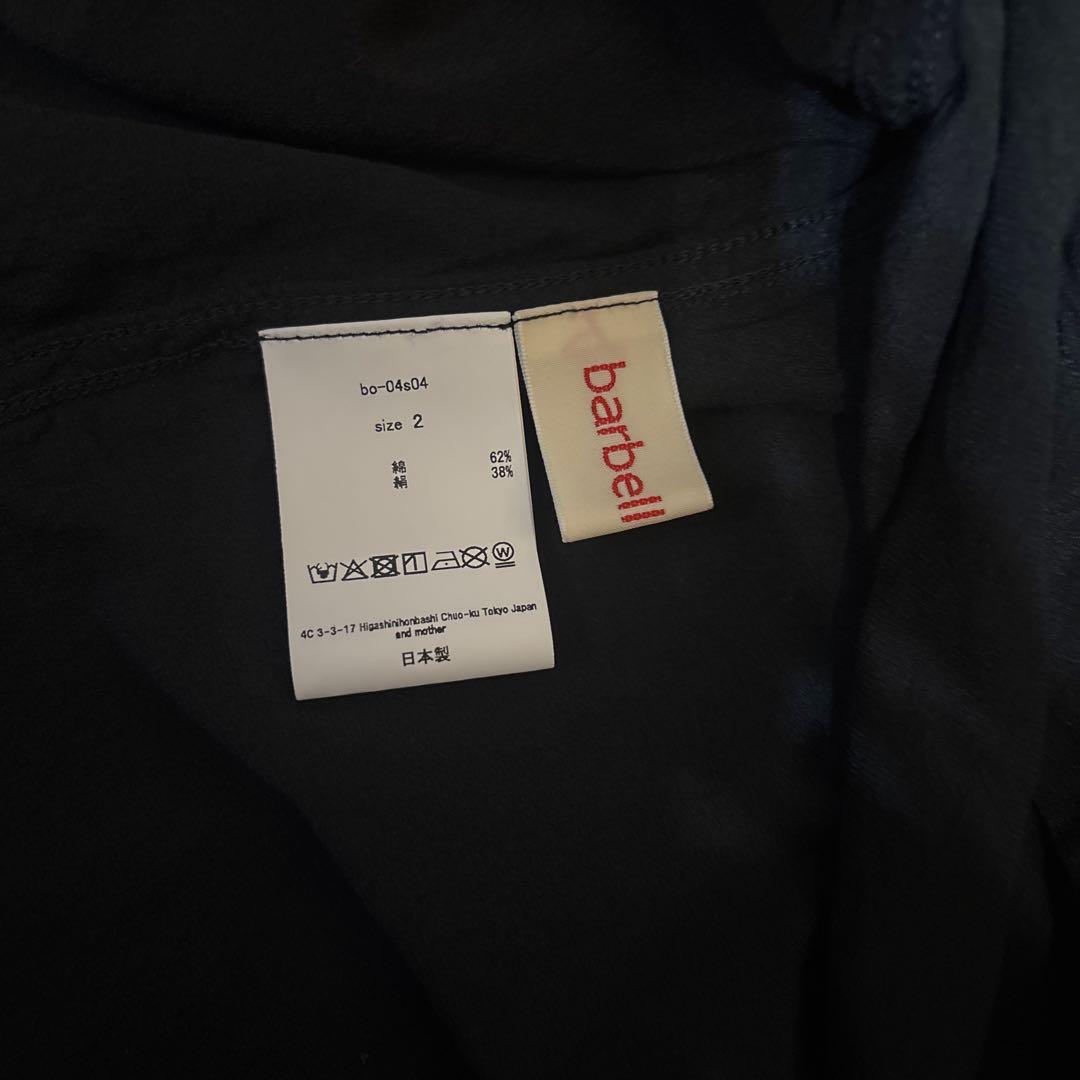 bo-04s04
size 2
綿 62%
絹 38%
W
4C 3-3-17 Higashinihonbashi Chuo-ku Tokyo Japan
and mother
日本製
barbell